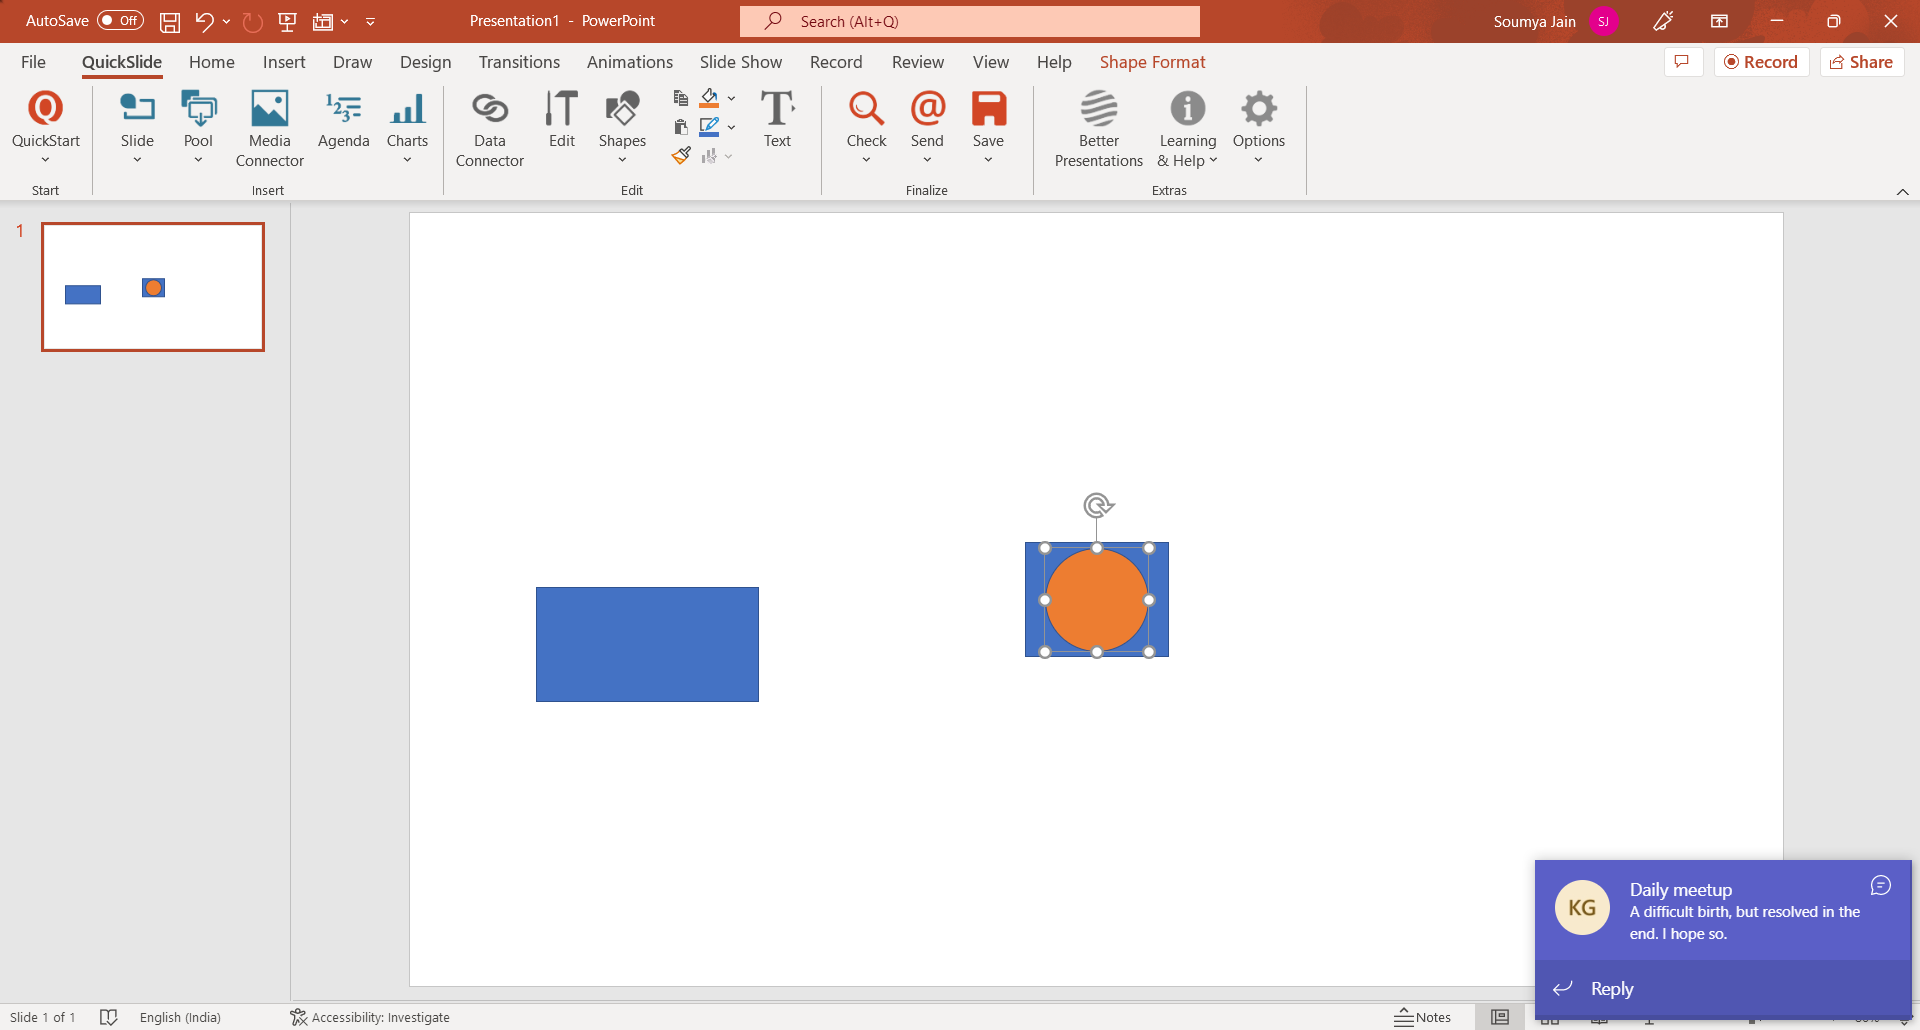 AutoSave Off Presentation1 - PowerPoint Search (Alt+Q) Soumya Jain SJ
File QuickSlide Home Insert Draw Design Transitions Animations Slide Show Record Review View Help Shape Format Record Share
QuickStart Slide Pool Media Connector Agenda Charts Data Connector Edit Shapes Text Check Send Save Better Presentations Learning & Help Options
Start Insert Edit Finalize Extras
1
Daily meetup
KG
A difficult birth, but resolved in the
end. I hope so.
Reply
Slide 1 of 1 English (India) Accessibility: Investigate Notes